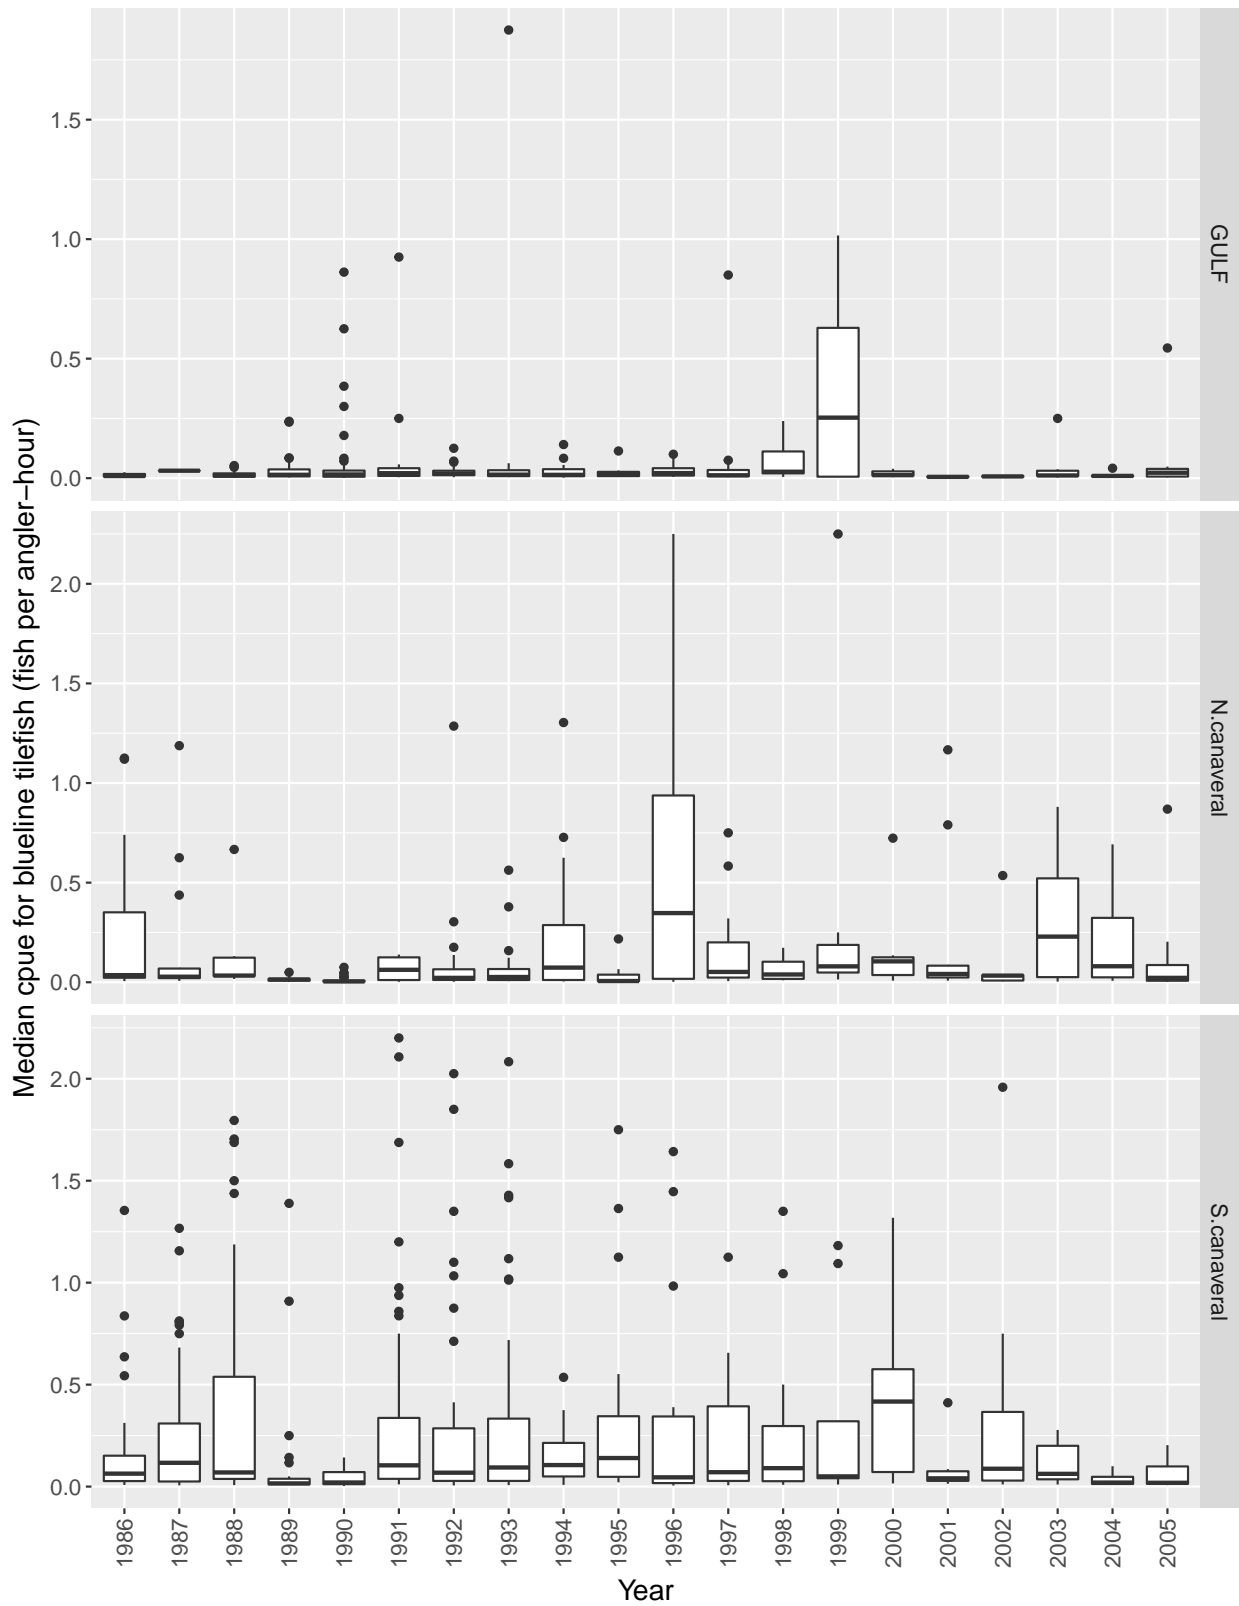 Median cpue for blueline tilefish (fish per angler−hour)
1.5
1.0
0.5
0.0
GULF
2.0
1.5
1.0
0.5
0.0
N.canaveral
2.0
1.5
1.0
0.5
0.0
S.canaveral
1986 1987 1988 1989 1990 1991 1992 1993 1994 1995 1996 1997 1998 1999 2000 2001 2002 2003 2004 2005
Year